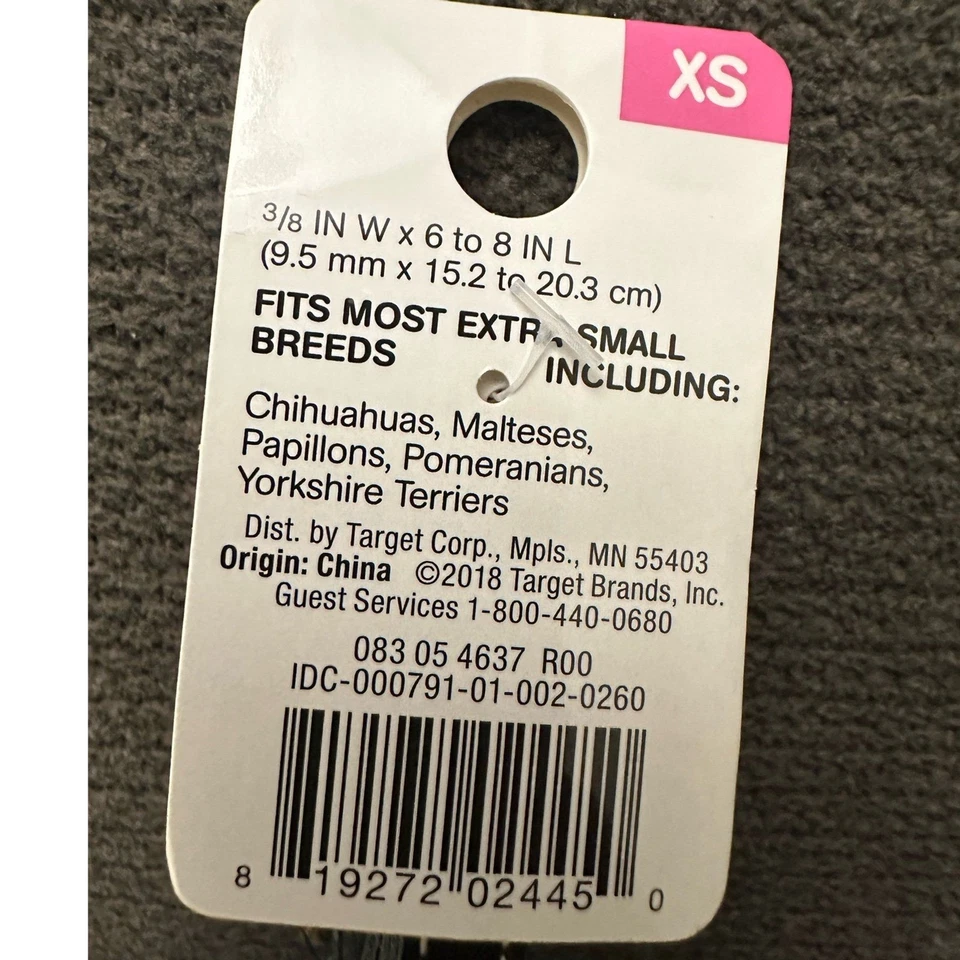 XS
3/8 IN W x 6 to 8 IN L
(9.5 mm x 15.2 to 20.3 cm)
FITS MOST EXTRA SMALL
BREEDS INCLUDING:
Chihuahuas, Malteses,
Papillons, Pomeranians,
Yorkshire Terriers
Dist. by Target Corp., Mpls., MN 55403
Origin: China ©2018 Target Brands, Inc.
Guest Services 1-800-440-0680
083 05 4637 R00
IDC-000791-01-002-0260
8 19272 02445 0